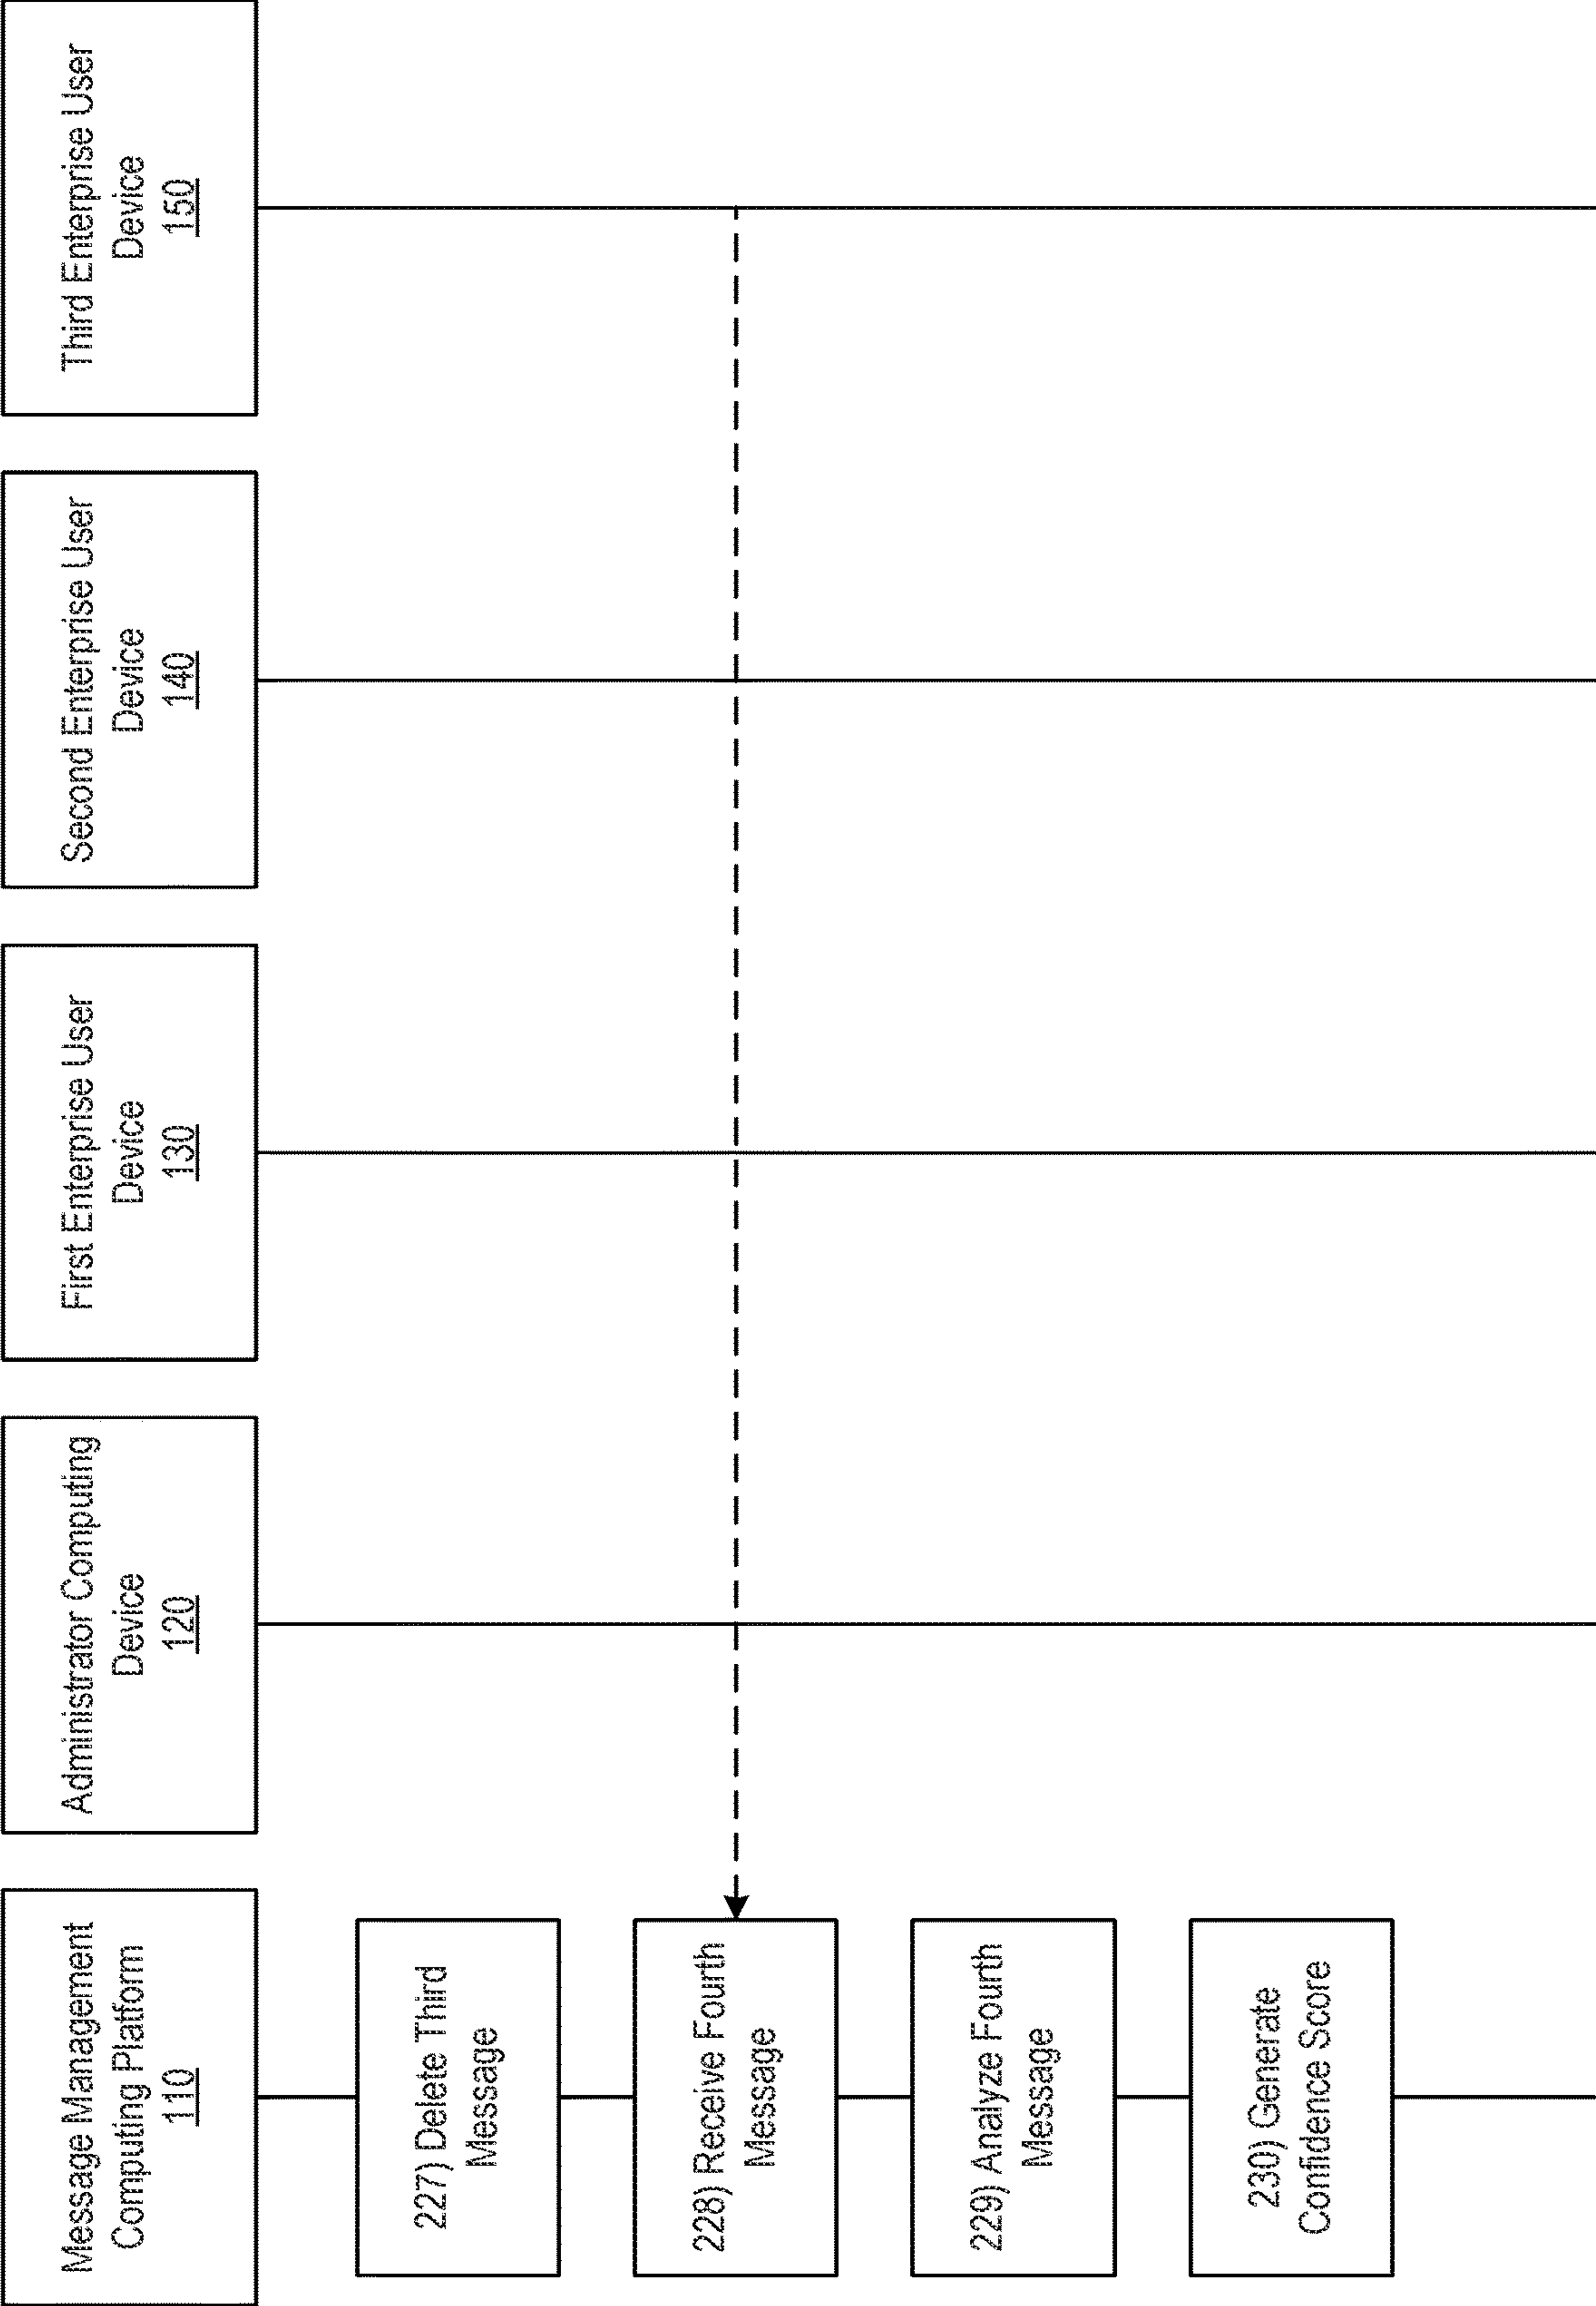 Message Management
Computing Platform
110
Administrator Computing
Device
120
First Enterprise User
Device
130
Second Enterprise User
Device
140
Third Enterprise User
Device
150
227) Delete Third
Message
228) Receive Fourth
Message
229) Analyze Fourth
Message
230) Generate
Confidence Score